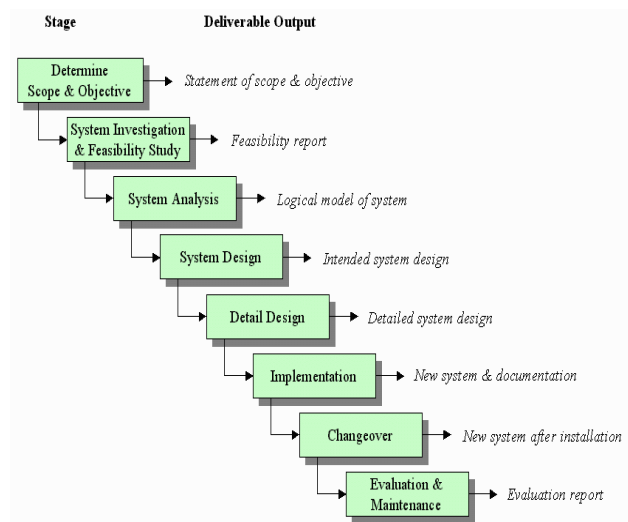 Stage
Deliverable Output
Determine
Scope & Objective
Statement of scope & objective
System Investigation
& Feasibility Study
Feasibility report
System Analysis
Logical model of system
System Design
Intended system design
Detail Design
Detailed system design
Implementation
New system & documentation
Changeover
New system after installation
Evaluation &
Maintenance
Evaluation report